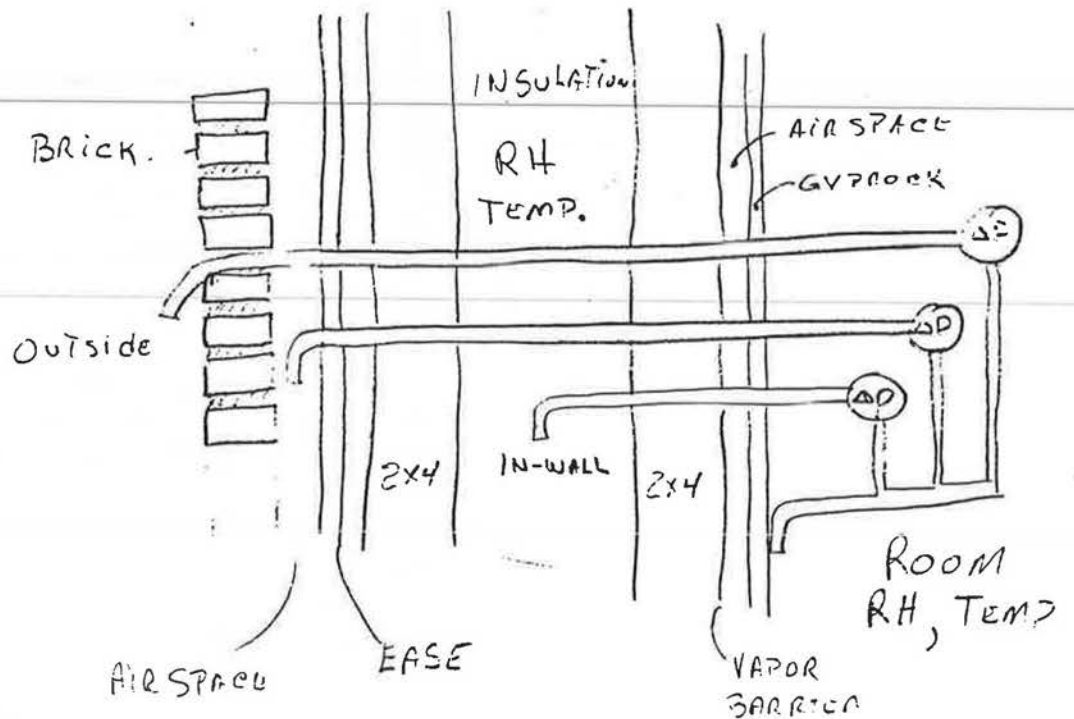 INSULATION
BRICK.
RH
TEMP.
AIR SPACE
GYPROCK
ΔP
OUTSIDE
ΔP
ΔP
2x4
IN-WALL
2x4
ROOM
RH, TEMP
AIR SPACE
EASE
VAPOR
BARRIER